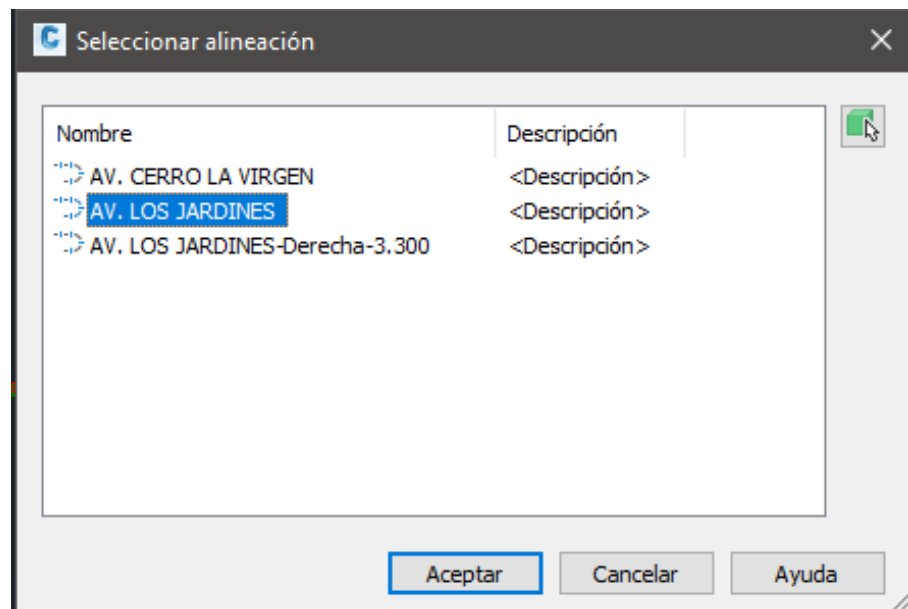 Seleccionar alineación
Nombre Descripción
AV. CERRO LA VIRGEN <Descripción>
AV. LOS JARDINES <Descripción>
AV. LOS JARDINES-Derecha-3.300 <Descripción>
Aceptar Cancelar Ayuda